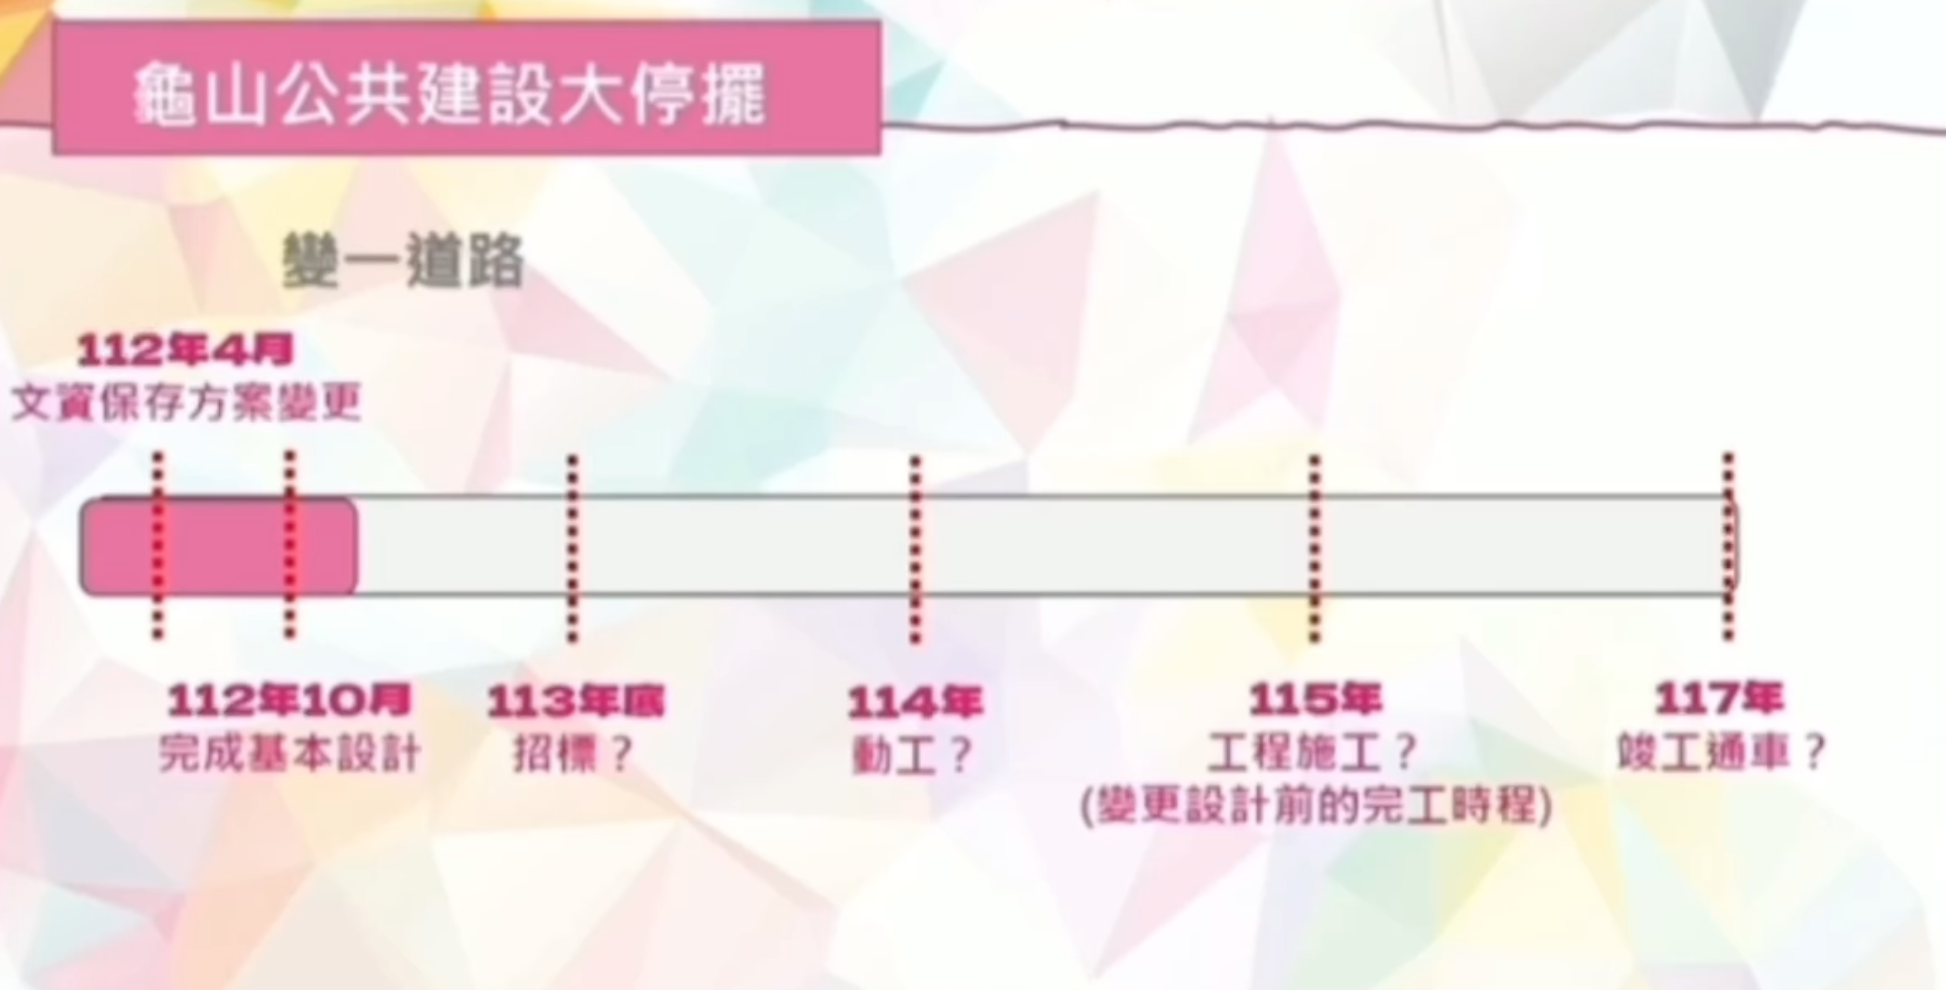 龜山公共建設大停擺
變一道路
112年4月
文資保存方案變更
112年10月
完成基本設計
113年底
招標？
114年
動工？
115年
工程施工？
(變更設計前的完工時程)
117年
竣工通車？